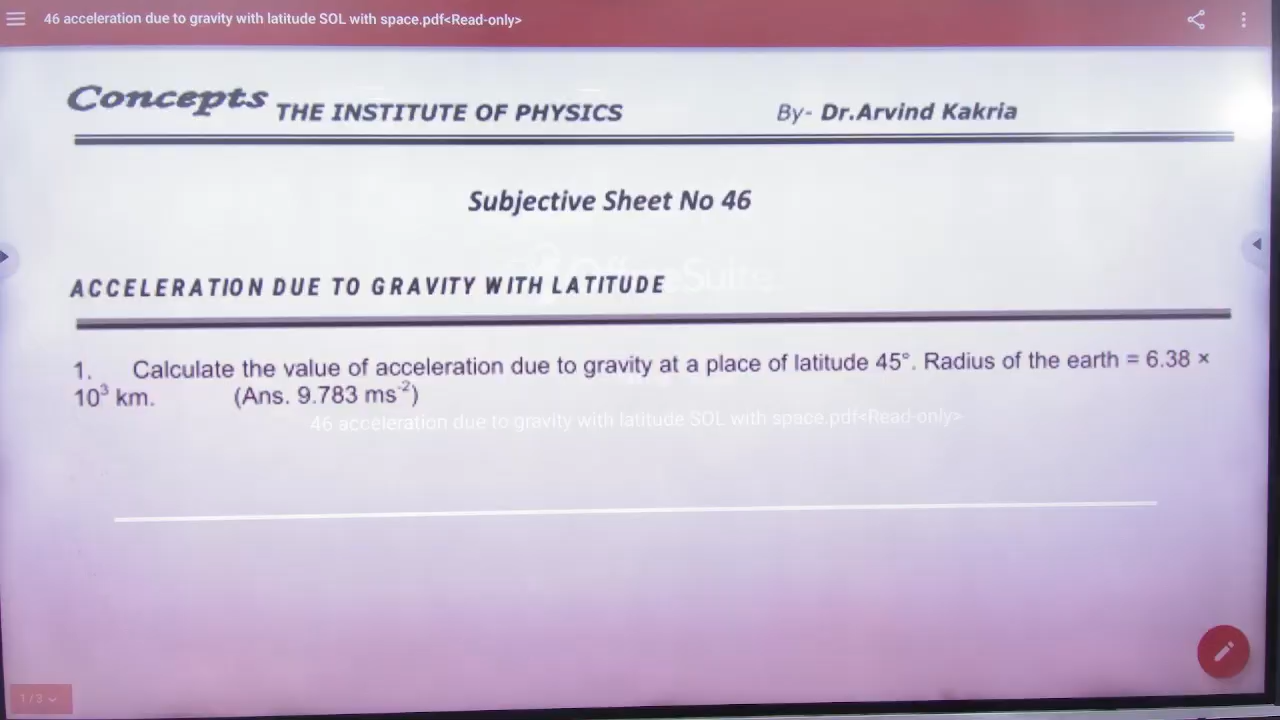 46 acceleration due to gravity with latitude SOL with space.pdf<Read-only>
Concepts THE INSTITUTE OF PHYSICS By- Dr.Arvind Kakria
Subjective Sheet No 46
OfficeSuite
ACCELERATION DUE TO GRAVITY WITH LATITUDE
1. Calculate the value of acceleration due to gravity at a place of latitude 45°. Radius of the earth = 6.38 ×
10³ km. (Ans. 9.783 ms⁻²)
46 acceleration due to gravity with latitude SOL with space.pdf<Read-only>
1 / 3